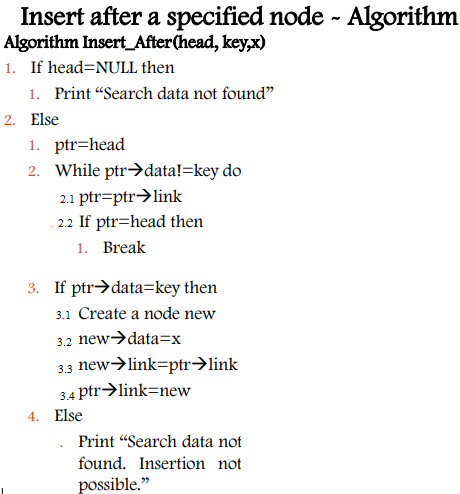 Insert after a specified node - Algorithm
Algorithm Insert_After(head, key,x)
1. If head=NULL then
1. Print “Search data not found”
2. Else
1. ptr=head
2. While ptr→data!=key do
2.1 ptr=ptr→link
2.2 If ptr=head then
1. Break
3. If ptr→data=key then
3.1 Create a node new
3.2 new→data=x
3.3 new→link=ptr→link
3.4 ptr→link=new
4. Else
. Print “Search data not
found. Insertion not
possible.”